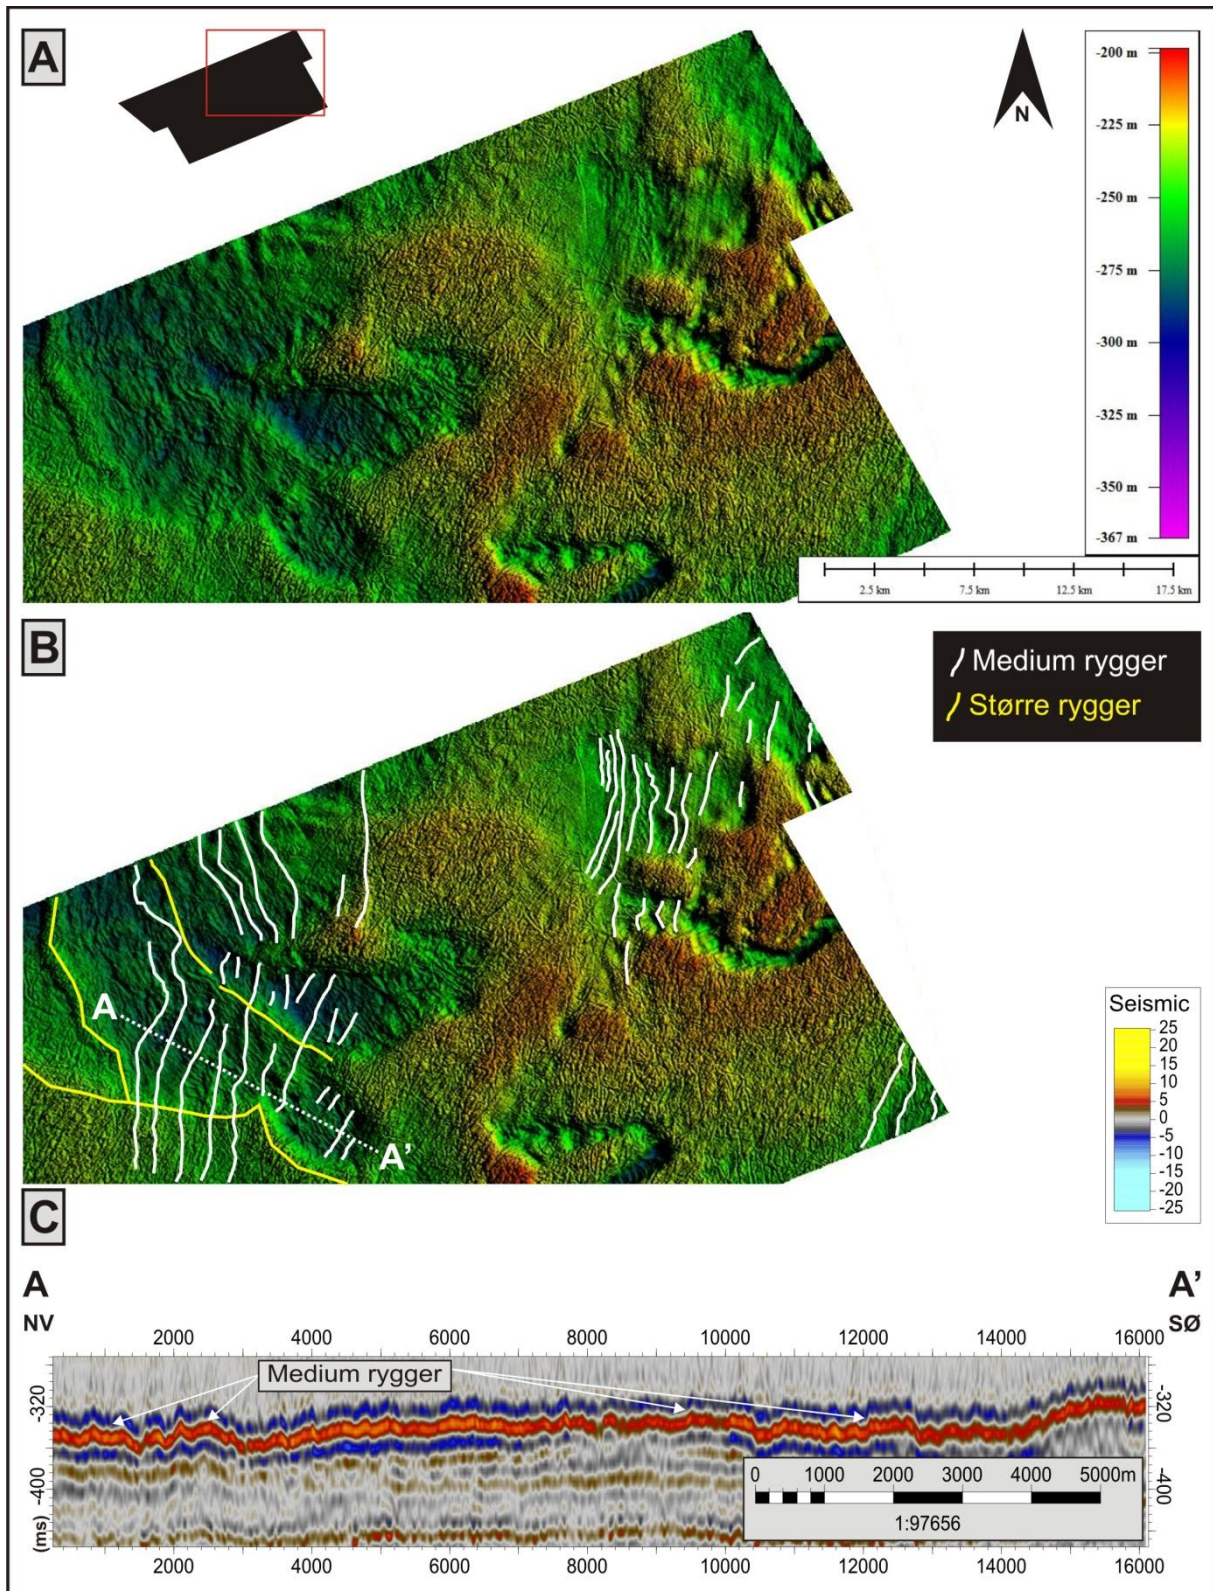 A
N
-200 m
-225 m
-250 m
-275 m
-300 m
-325 m
-350 m
-367 m
2.5 km 7.5 km 12.5 km 17.5 km
B
Medium rygger
Større rygger
A
A'
Seismic
25
20
15
10
5
0
-5
-10
-15
-20
-25
C
A A'
NV SØ
2000 4000 6000 8000 10000 12000 14000 16000
Medium rygger
-320 -320
-400 -400
(ms)
0 1000 2000 3000 4000 5000m
1:97656
2000 4000 6000 8000 10000 12000 14000 16000